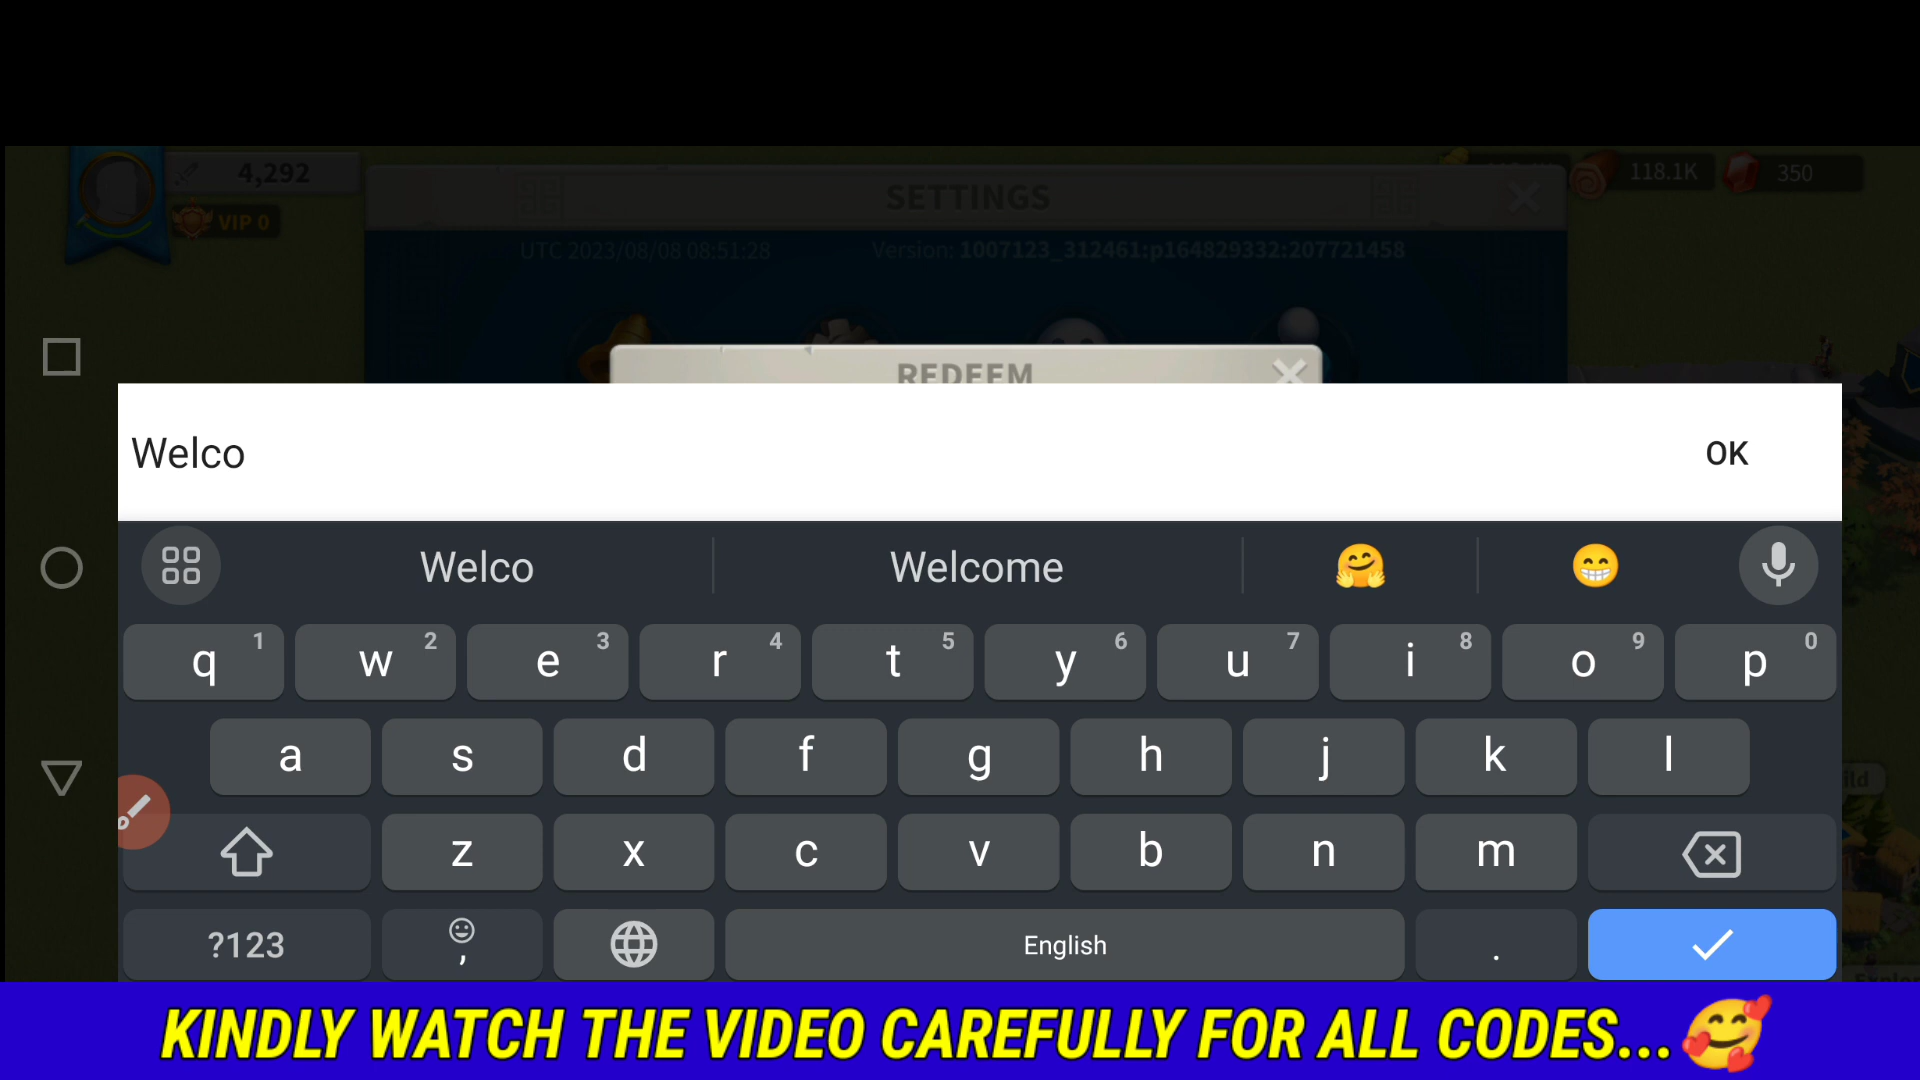 4,292
118.1K
350
SETTINGS
VIP 0
UTC 2023/08/08 08:51:28
Version: 1007123_312461:p164829332:207721458
REDEEM
Welco
OK
Welco
Welcome
q 1 w 2 e 3 r 4 t 5 y 6 u 7 i 8 o 9 p 0
a s d f g h j k l
z x c v b n m
?123 , English .
KINDLY WATCH THE VIDEO CAREFULLY FOR ALL CODES...